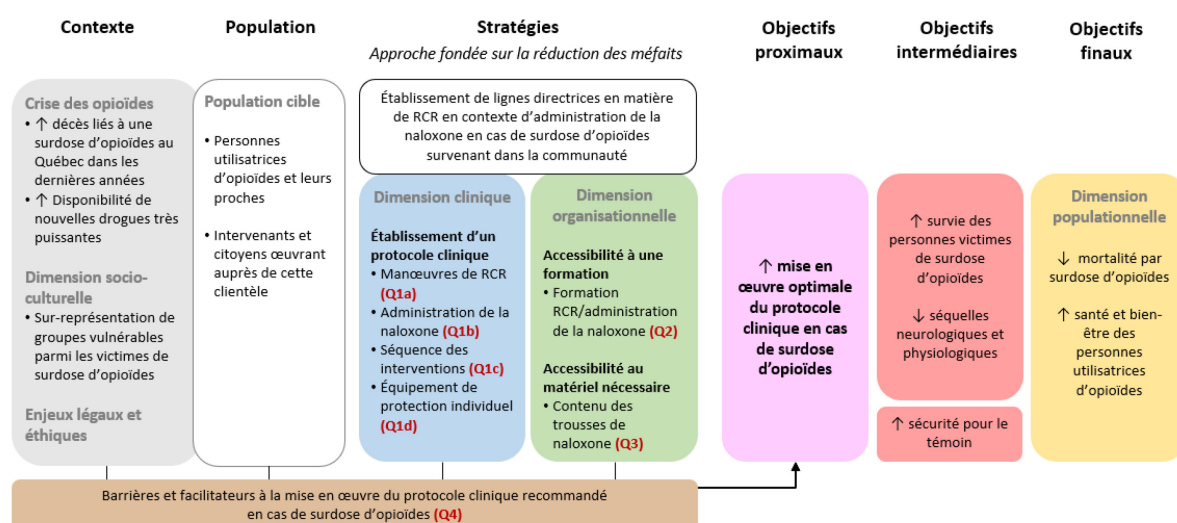 Contexte
Population
Stratégies
Approche fondée sur la réduction des méfaits
Objectifs
proximaux
Objectifs
intermédiaires
Objectifs
finaux
Crise des opioïdes
• ↑ décès liés à une
surdose d’opioïdes au
Québec dans les
dernières années
• ↑ Disponibilité de
nouvelles drogues très
puissantes
Dimension socio-
culturelle
• Sur-représentation de
groupes vulnérables
parmi les victimes de
surdose d’opioïdes
Enjeux légaux et
éthiques
Population cible
• Personnes
utilisatrices
d’opioïdes et leurs
proches
• Intervenants et
citoyens œuvrant
auprès de cette
clientèle
Établissement de lignes directrices en matière
de RCR en contexte d’administration de la
naloxone en cas de surdose d’opioïdes
survenant dans la communauté
Dimension clinique
Établissement d’un
protocole clinique
• Manœuvres de RCR
(Q1a)
• Administration de la
naloxone (Q1b)
• Séquence des
interventions (Q1c)
• Équipement de
protection individuel
(Q1d)
Dimension
organisationnelle
Accessibilité à une
formation
• Formation
RCR/administration
de la naloxone (Q2)
Accessibilité au
matériel nécessaire
• Contenu des
trousses de
naloxone (Q3)
↑ mise en
œuvre optimale
du protocole
clinique en cas
de surdose
d’opioïdes
↑ survie des
personnes victimes
de surdose
d’opioïdes
↓ séquelles
neurologiques et
physiologiques
↑ sécurité pour le
témoin
Dimension
populationnelle
↓ mortalité par
surdose d’opioïdes
↑ santé et bien-
être des
personnes
utilisatrices
d’opioïdes
Barrières et facilitateurs à la mise en œuvre du protocole clinique recommandé
en cas de surdose d’opioïdes (Q4)